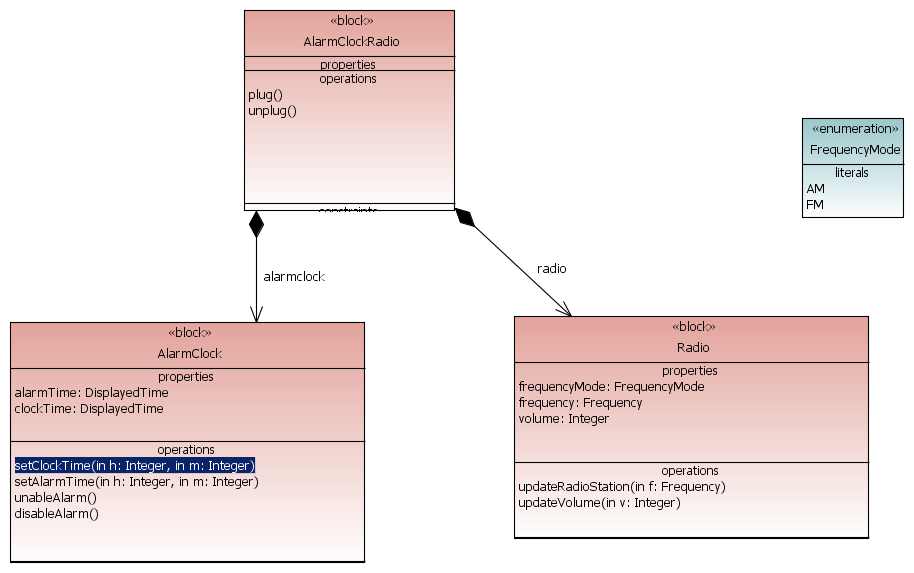 «block»
AlarmClockRadio
properties
operations
plug()
unplug()
constraints
«enumeration»
FrequencyMode
literals
AM
FM
alarmclock
radio
«block»
AlarmClock
properties
alarmTime: DisplayedTime
clockTime: DisplayedTime
operations
setClockTime(in h: Integer, in m: Integer)
setAlarmTime(in h: Integer, in m: Integer)
unableAlarm()
disableAlarm()
«block»
Radio
properties
frequencyMode: FrequencyMode
frequency: Frequency
volume: Integer
operations
updateRadioStation(in f: Frequency)
updateVolume(in v: Integer)